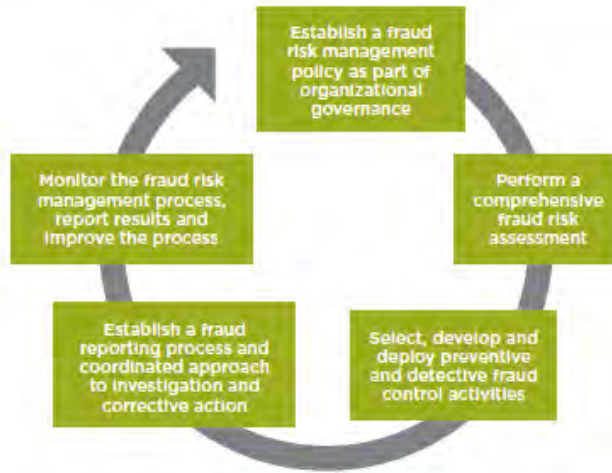 Establish a fraud
risk management
policy as part of
organizational
governance
Perform a
comprehensive
fraud risk
assessment
Select, develop and
deploy preventive
and detective fraud
control activities
Establish a fraud
reporting process and
coordinated approach
to investigation and
corrective action
Monitor the fraud risk
management process,
report results and
improve the process